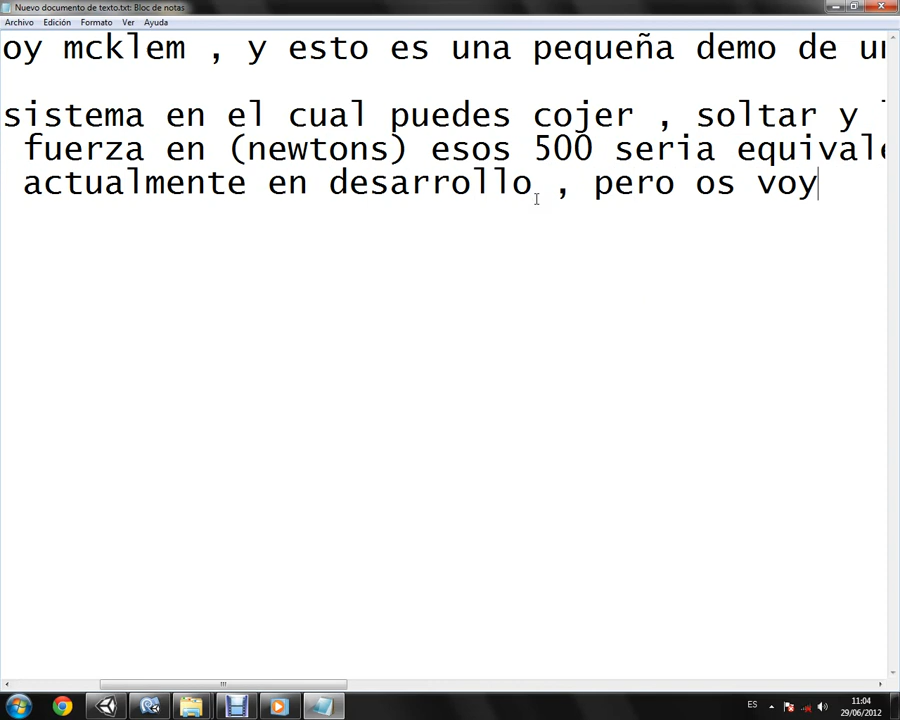 Nuevo documento de texto.txt: Bloc de notas
Archivo Edición Formato Ver Ayuda
oy mcklem , y esto es una pequeña demo de
sistema en el cual puedes cojer , soltar y
fuerza en (newtons) esos 500 seria
actualmente en desarrollo , pero os voy
ES
11:04
29/06/2012